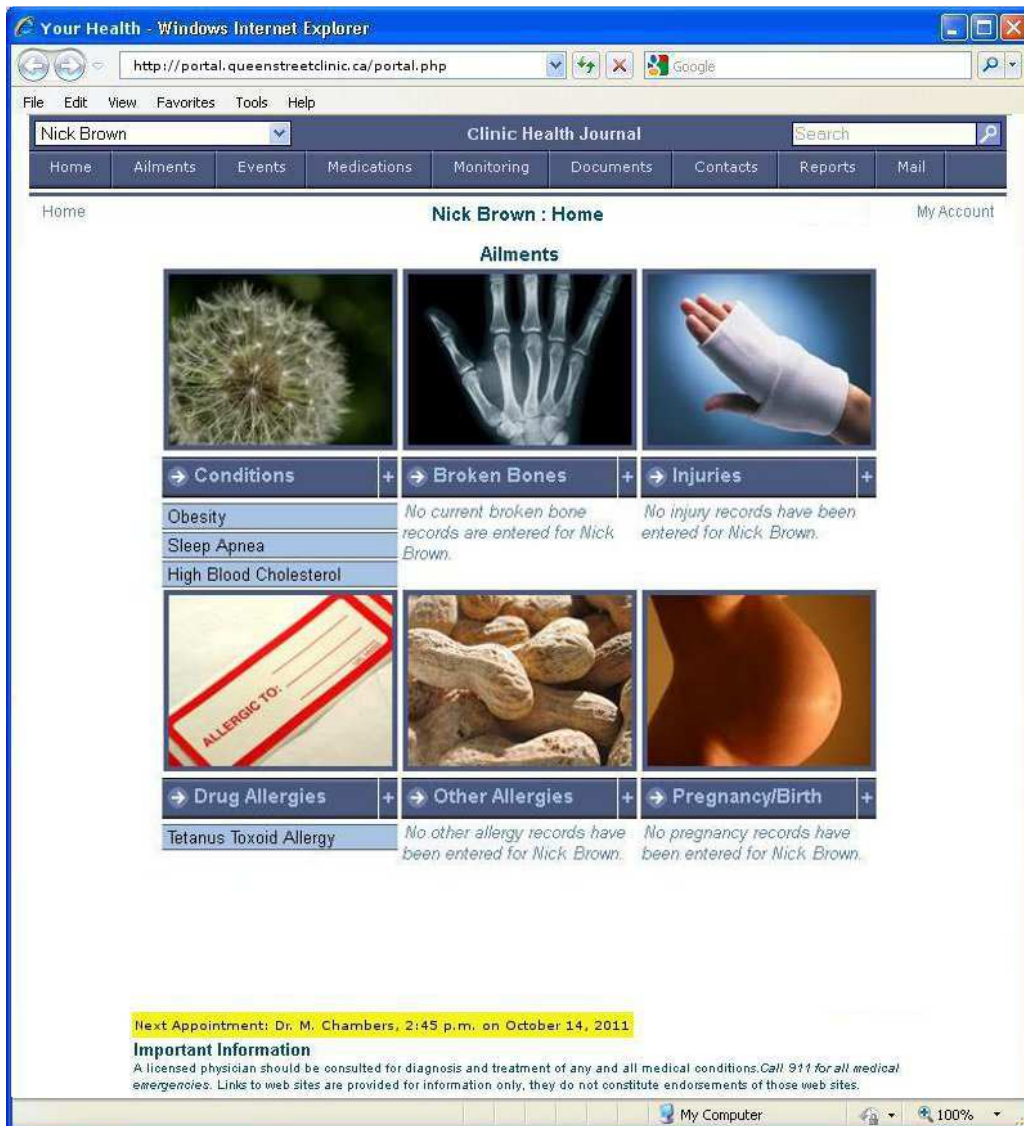 Your Health - Windows Internet Explorer
http://portal.queenstreetclinic.ca/portal.php
Google
File Edit View Favorites Tools Help
Nick Brown
Clinic Health Journal
Search
Home Ailments Events Medications Monitoring Documents Contacts Reports Mail
Home
Nick Brown : Home
My Account
Ailments
Conditions +
Broken Bones +
Injuries +
Obesity
Sleep Apnea
High Blood Cholesterol
No current broken bone
records are entered for Nick
Brown.
No injury records have been
entered for Nick Brown.
ALLERGIC TO:
Drug Allergies +
Other Allergies +
Pregnancy/Birth +
Tetanus Toxoid Allergy
No other allergy records have
been entered for Nick Brown.
No pregnancy records have
been entered for Nick Brown.
Next Appointment: Dr. M. Chambers, 2:45 p.m. on October 14, 2011
Important Information
A licensed physician should be consulted for diagnosis and treatment of any and all medical conditions.Call 911 for all medical
emergencies. Links to web sites are provided for information only, they do not constitute endorsements of those web sites.
My Computer
100%